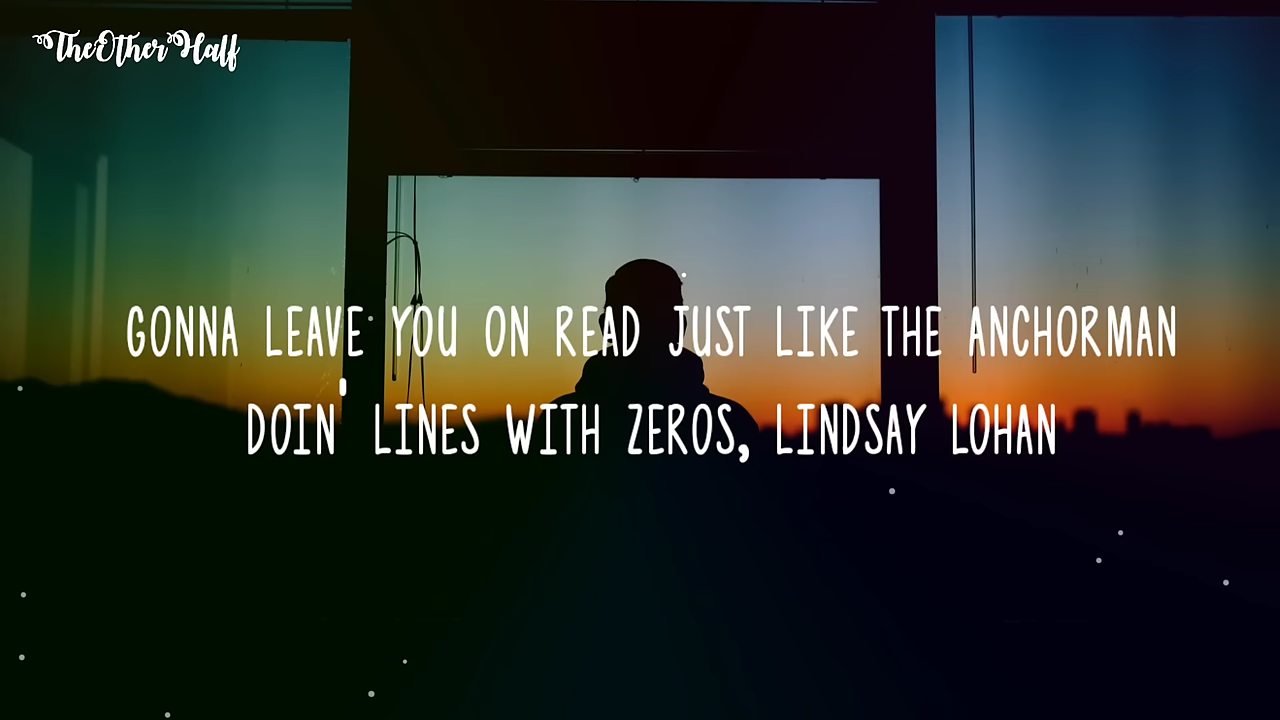 TheOtherHalf
GONNA LEAVE YOU ON READ JUST LIKE THE ANCHORMAN
DOIN' LINES WITH ZEROS, LINDSAY LOHAN